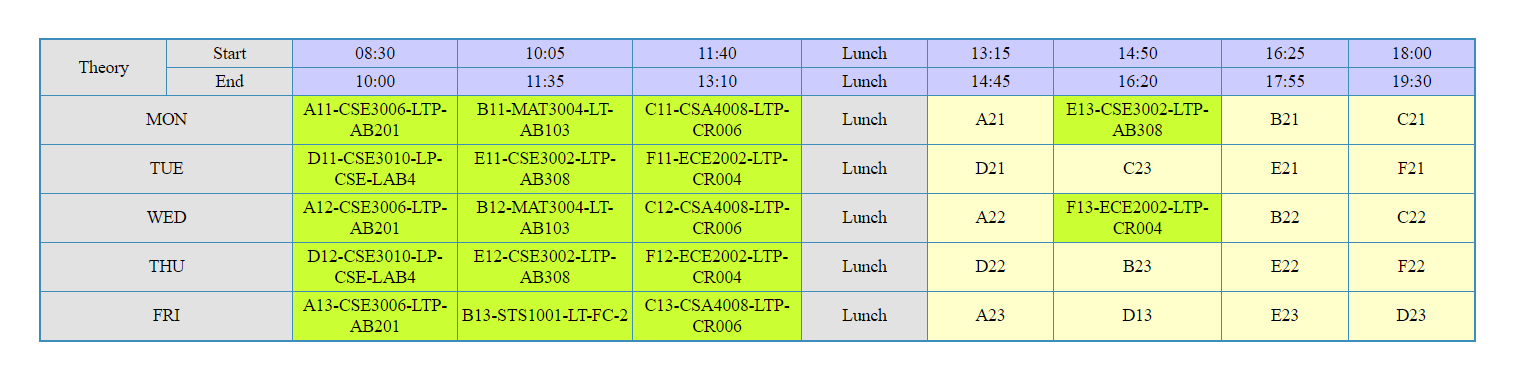 Theory Start 08:30 10:05 11:40 Lunch 13:15 14:50 16:25 18:00
End 10:00 11:35 13:10 Lunch 14:45 16:20 17:55 19:30
MON A11-CSE3006-LTP- B11-MAT3004-LT- C11-CSA4008-LTP- Lunch A21 E13-CSE3002-LTP- B21 C21
AB201 AB103 CR006 AB308
TUE D11-CSE3010-LP- E11-CSE3002-LTP- F11-ECE2002-LTP- Lunch D21 C23 E21 F21
CSE-LAB4 AB308 CR004
WED A12-CSE3006-LTP- B12-MAT3004-LT- C12-CSA4008-LTP- Lunch A22 F13-ECE2002-LTP- B22 C22
AB201 AB103 CR006 CR004
THU D12-CSE3010-LP- E12-CSE3002-LTP- F12-ECE2002-LTP- Lunch D22 B23 E22 F22
CSE-LAB4 AB308 CR004
FRI A13-CSE3006-LTP- B13-STS1001-LT-FC-2 C13-CSA4008-LTP- Lunch A23 D13 E23 D23
AB201 CR006